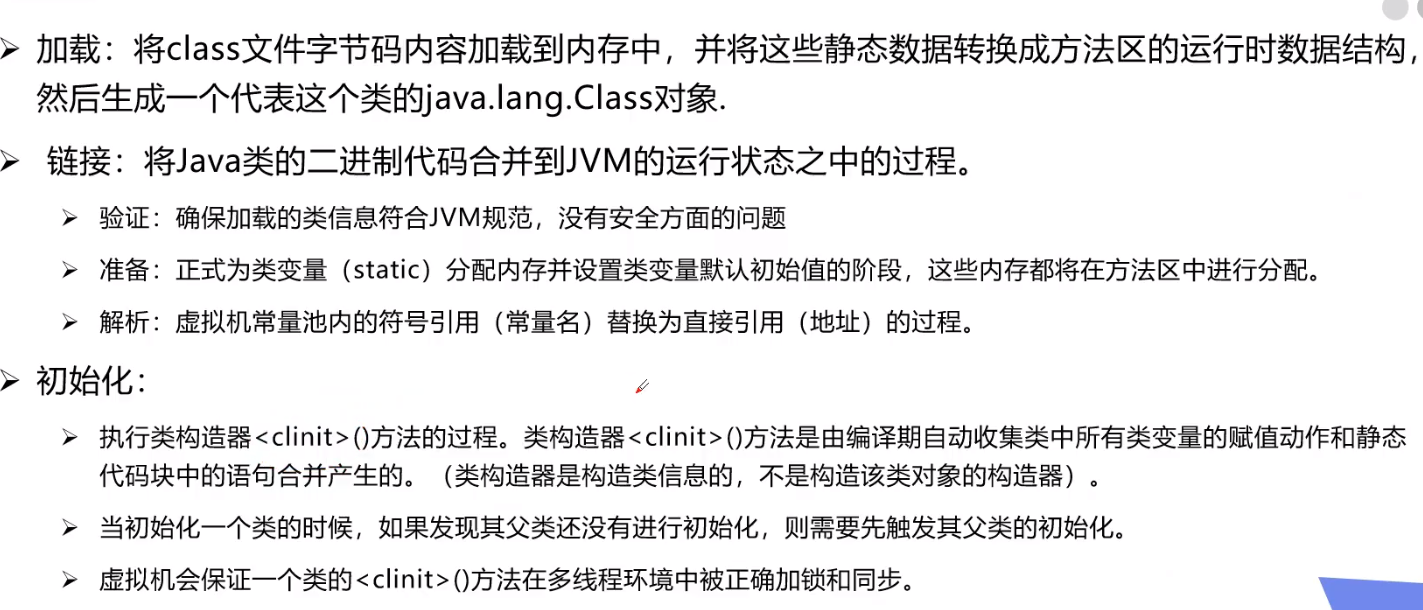 ➢ 加载：将class文件字节码内容加载到内存中，并将这些静态数据转换成方法区的运行时数据结构，
然后生成一个代表这个类的java.lang.Class对象.
➢ 链接：将Java类的二进制代码合并到JVM的运行状态之中的过程。
➢ 验证：确保加载的类信息符合JVM规范，没有安全方面的问题
➢ 准备：正式为类变量（static）分配内存并设置类变量默认初始值的阶段，这些内存都将在方法区中进行分配。
➢ 解析：虚拟机常量池内的符号引用（常量名）替换为直接引用（地址）的过程。
➢ 初始化：
➢ 执行类构造器<clinit>()方法的过程。类构造器<clinit>()方法是由编译期自动收集类中所有类变量的赋值动作和静态
代码块中的语句合并产生的。（类构造器是构造类信息的，不是构造该类对象的构造器）。
➢ 当初始化一个类的时候，如果发现其父类还没有进行初始化，则需要先触发其父类的初始化。
➢ 虚拟机会保证一个类的<clinit>()方法在多线程环境中被正确加锁和同步。